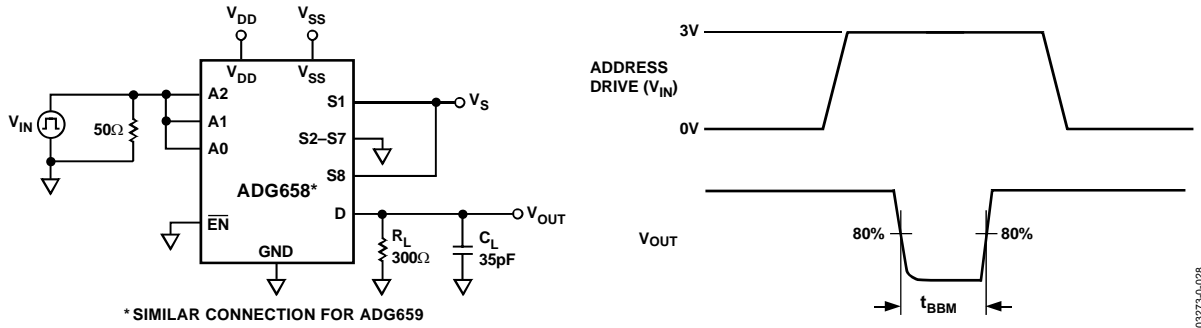 VDD
VSS
VDD
VSS
VIN
50Ω
A2
A1
A0
EN
S1
S2–S7
S8
D
ADG658*
GND
VS
VOUT
RL
300Ω
CL
35pF
* SIMILAR CONNECTION FOR ADG659
3V
ADDRESS
DRIVE (VIN)
0V
VOUT
80%
80%
tBBM
03273-0-028